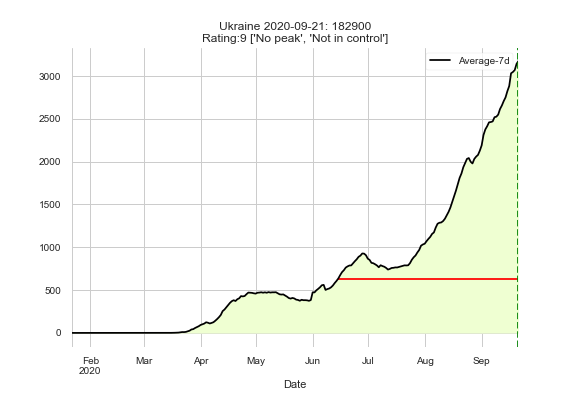 Ukraine 2020-09-21: 182900
Rating:9 ['No peak', 'Not in control']
Average-7d
3000
2500
2000
1500
1000
500
0
Feb Mar Apr May Jun Jul Aug Sep
2020
Date